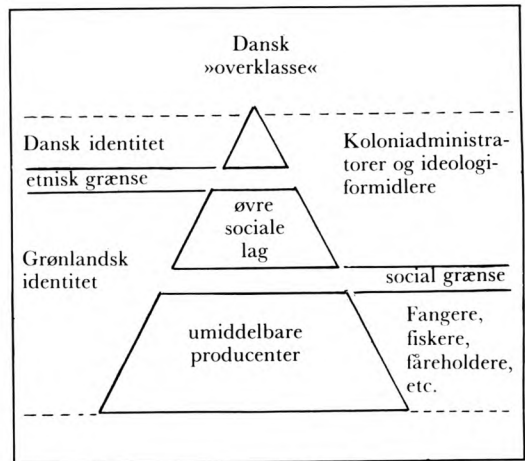 Dansk
»overklasse«
Dansk identitet
etnisk grænse
Koloniadministra-
torer og ideologi-
formidlere
øvre
sociale
lag
Grønlandsk
identitet
social grænse
umiddelbare
producenter
Fangere,
fiskere,
fåreholdere,
etc.